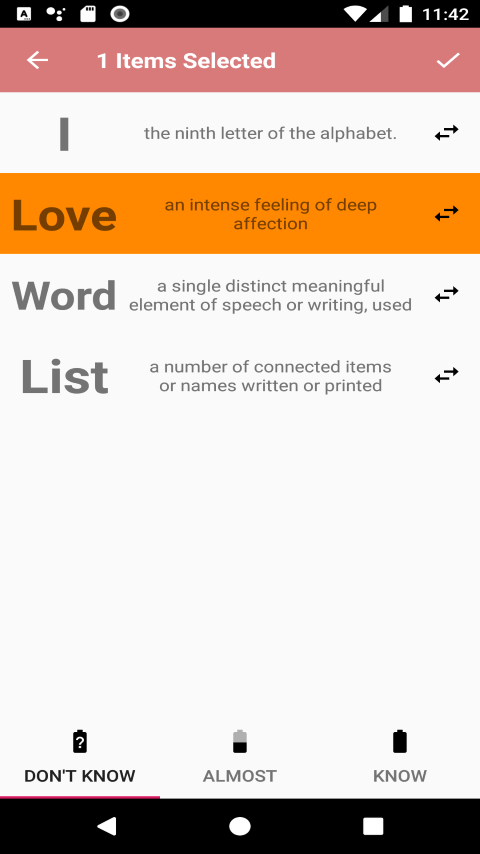 11:42
1 Items Selected
I
the ninth letter of the alphabet.
Love
an intense feeling of deep
affection
Word
a single distinct meaningful
element of speech or writing, used
List
a number of connected items
or names written or printed
DON'T KNOW
ALMOST
KNOW